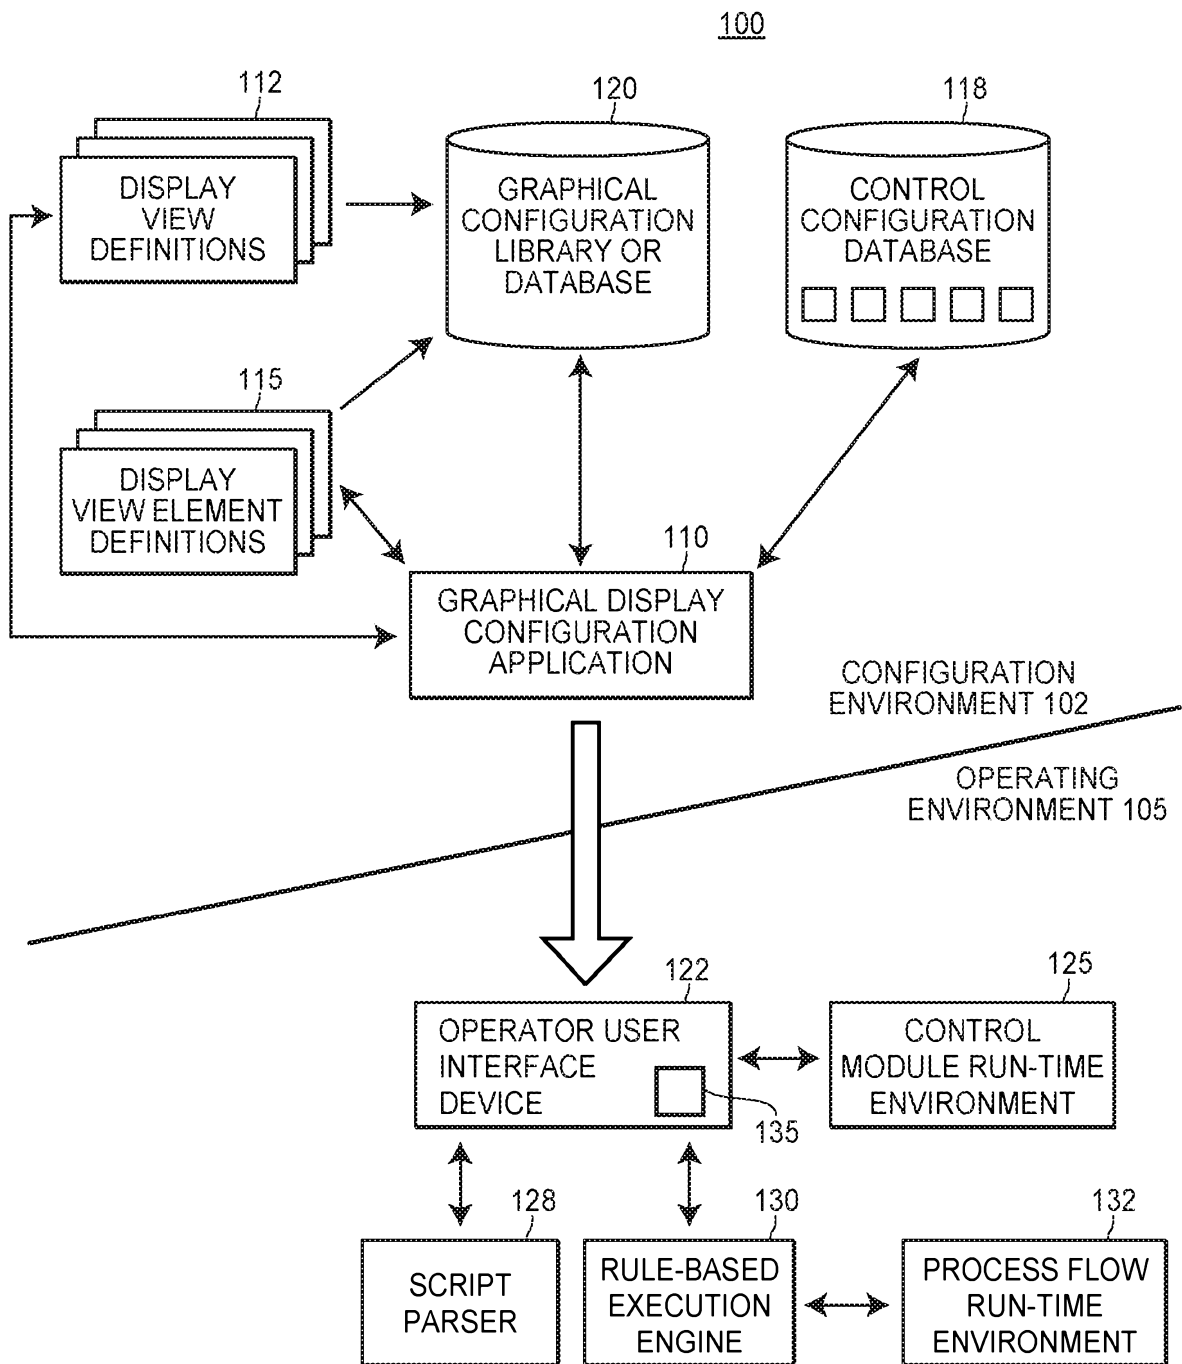 100
112
120
118
DISPLAY
VIEW
DEFINITIONS
GRAPHICAL
CONFIGURATION
LIBRARY OR
DATABASE
CONTROL
CONFIGURATION
DATABASE
115
DISPLAY
VIEW ELEMENT
DEFINITIONS
110
GRAPHICAL DISPLAY
CONFIGURATION
APPLICATION
CONFIGURATION
ENVIRONMENT 102
OPERATING
ENVIRONMENT 105
122
125
OPERATOR USER
INTERFACE
DEVICE
135
CONTROL
MODULE RUN-TIME
ENVIRONMENT
128
130
132
SCRIPT
PARSER
RULE-BASED
EXECUTION
ENGINE
PROCESS FLOW
RUN-TIME
ENVIRONMENT